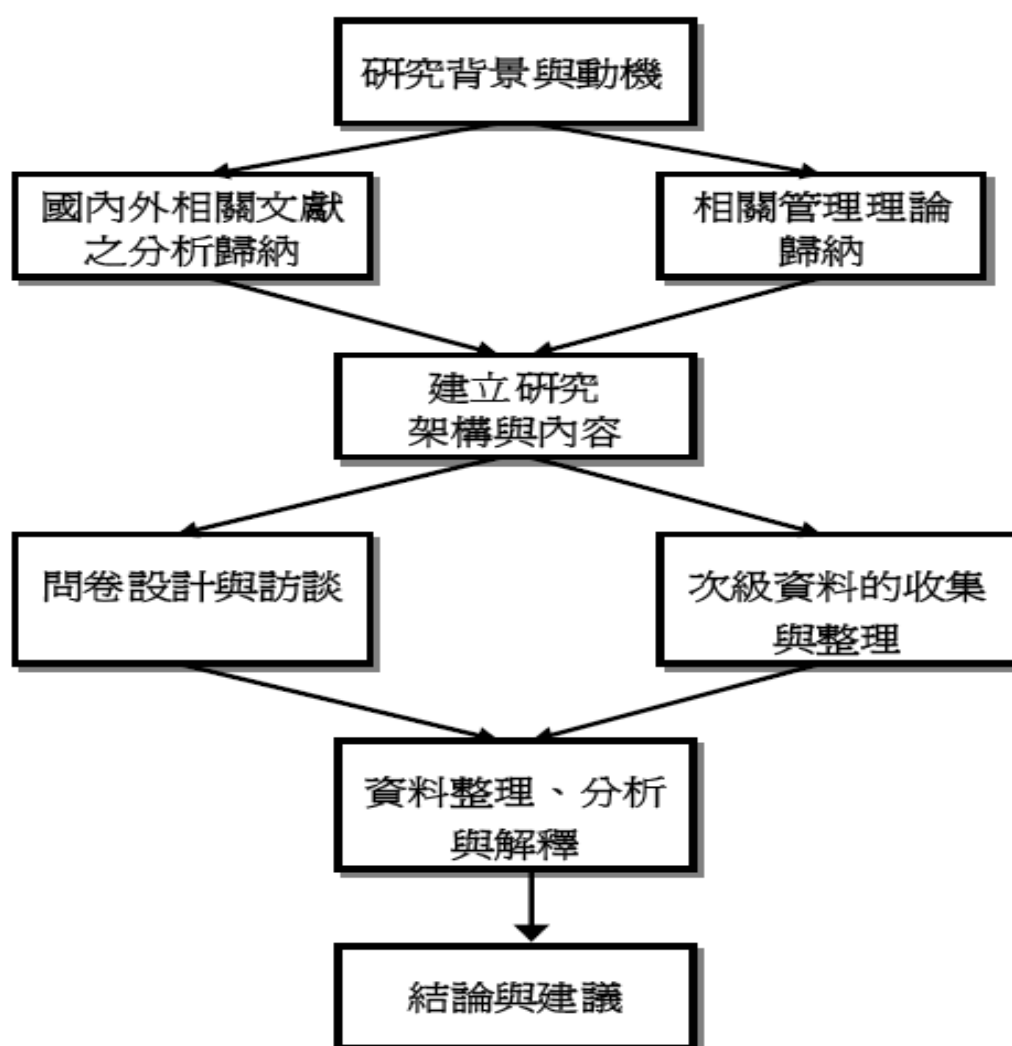 研究背景與動機
國內外相關文獻
之分析歸納
相關管理理論
歸納
建立研究
架構與內容
問卷設計與訪談
次級資料的收集
與整理
資料整理、分析
與解釋
結論與建議